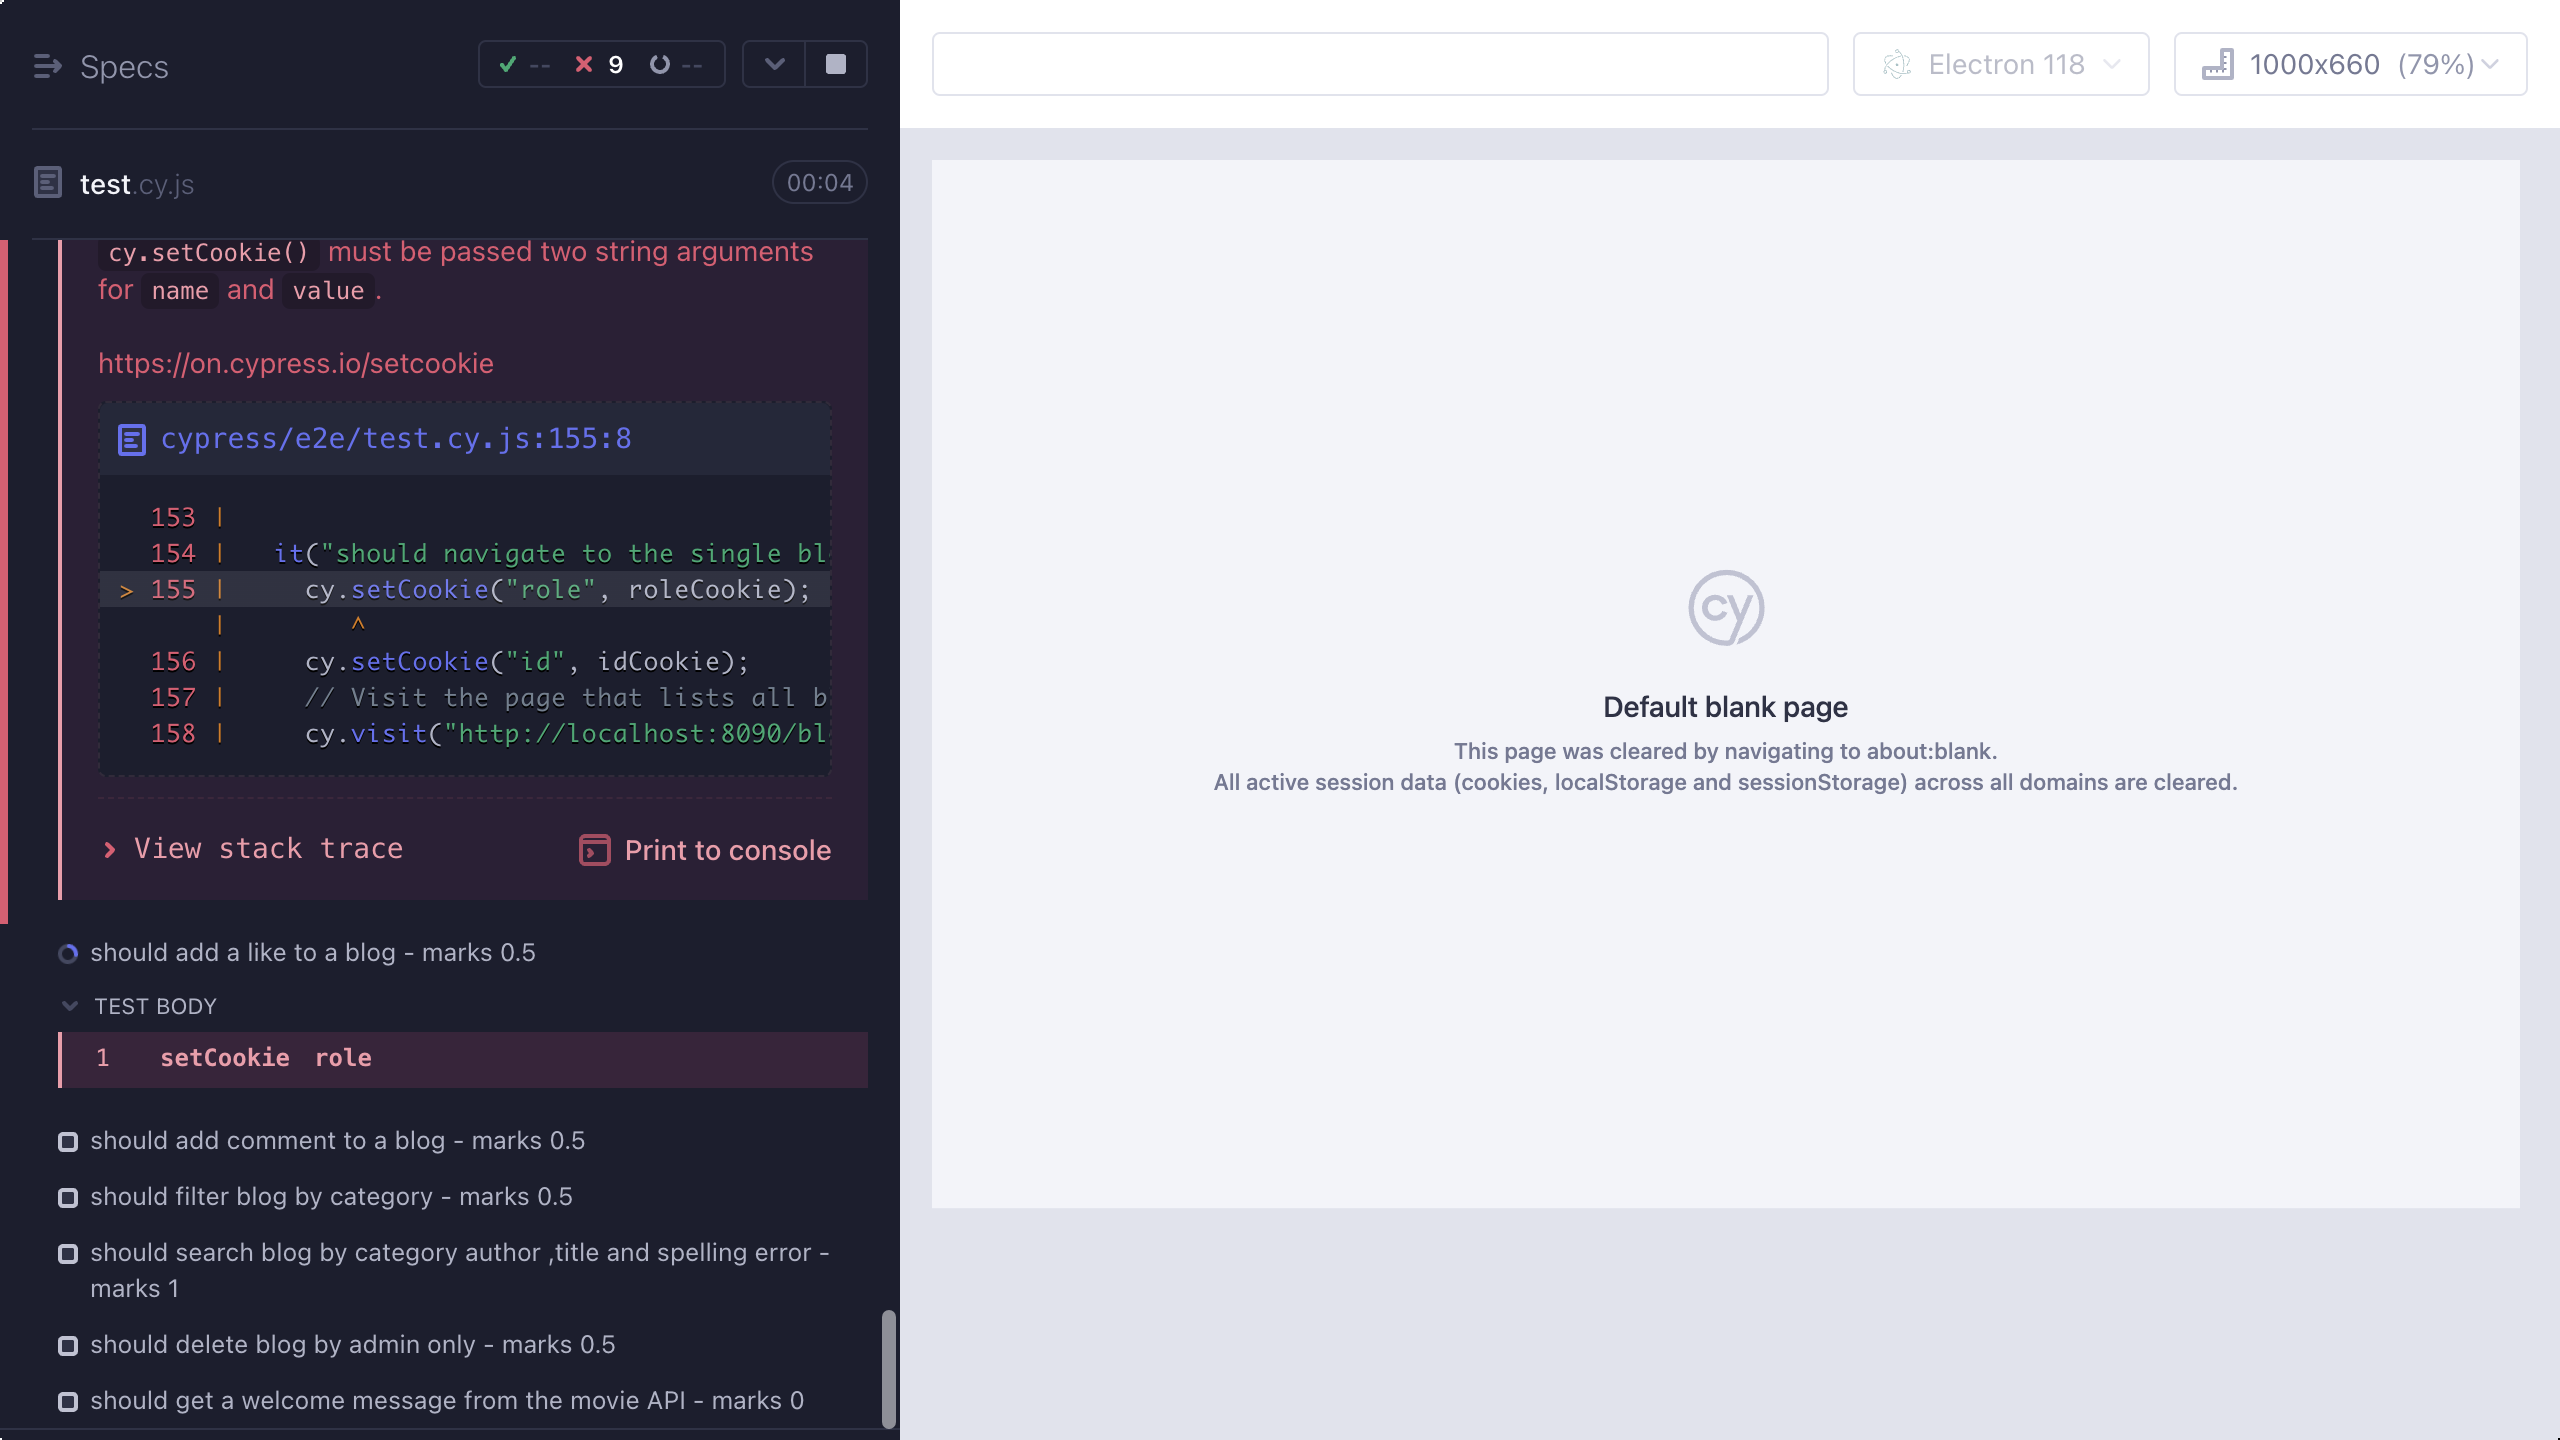 Specs
-- 9 --
test.cy.js
00:04
cy.setCookie() must be passed two string arguments
for name and value.
https://on.cypress.io/setcookie
cypress/e2e/test.cy.js:155:8
153 |
154 | it("should navigate to the single bl
> 155 | cy.setCookie("role", roleCookie);
| ^
156 | cy.setCookie("id", idCookie);
157 | // Visit the page that lists all b
158 | cy.visit("http://localhost:8090/bl
> View stack trace
Print to console
should add a like to a blog - marks 0.5
TEST BODY
1 setCookie role
should add comment to a blog - marks 0.5
should filter blog by category - marks 0.5
should search blog by category author ,title and spelling error -
marks 1
should delete blog by admin only - marks 0.5
should get a welcome message from the movie API - marks 0
Electron 118
1000x660 (79%)
cy
Default blank page
This page was cleared by navigating to about:blank.
All active session data (cookies, localStorage and sessionStorage) across all domains are cleared.